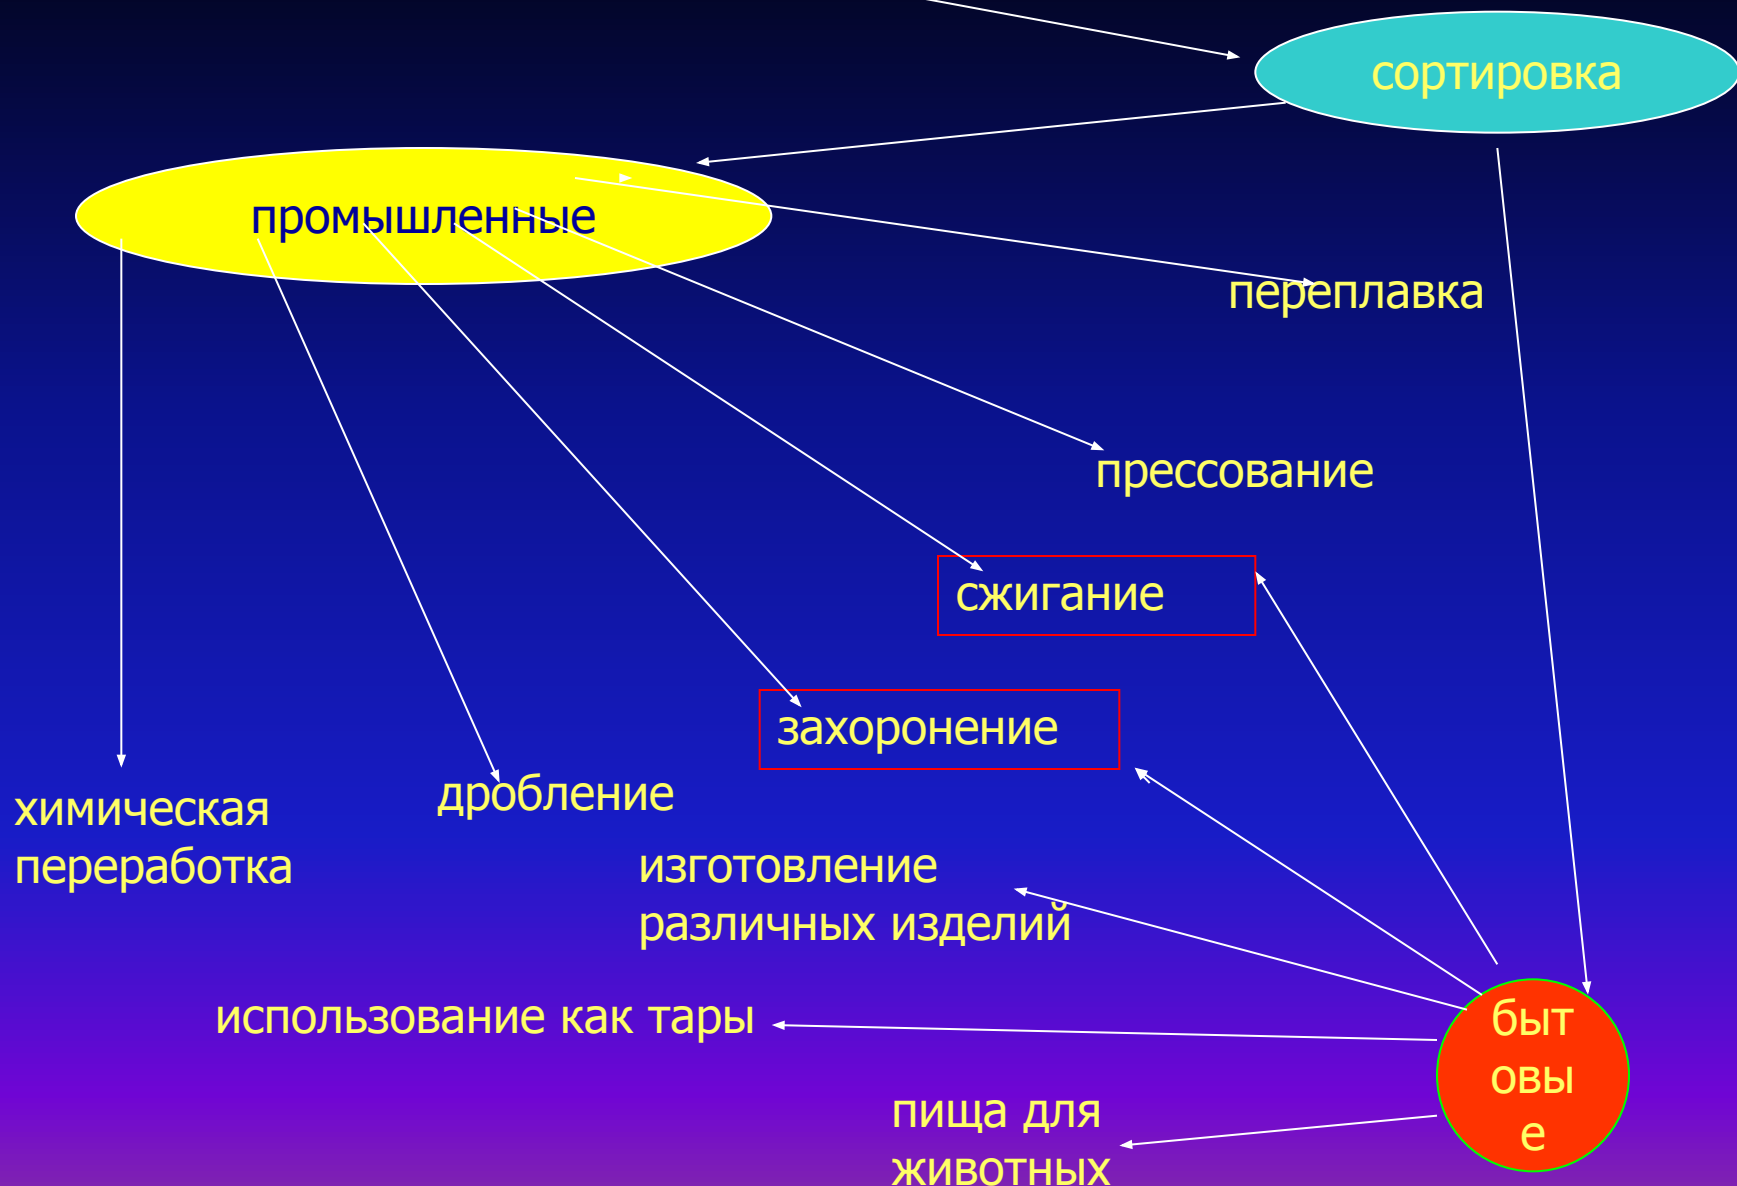 сортировка
промышленные
переплавка
прессование
сжигание
захоронение
дробление
химическая
переработка
изготовление
различных изделий
использование как тары
быт
овы
е
пища для
животных